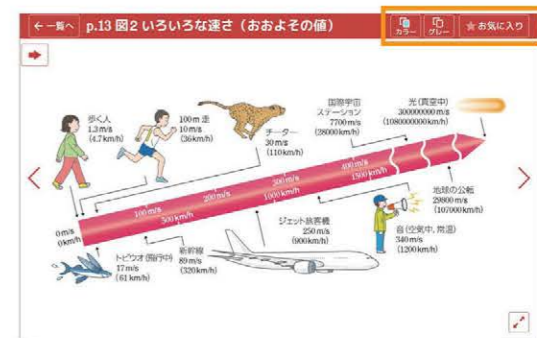 ←一覧へ
p.13 図2 いろいろな速さ（おおよその値）
カラー
グレー
★お気に入り
歩く人
1.3m/s
(4.7km/h)
100m 走
10m/s
(36km/h)
チーター
30m/s
(110km/h)
国際宇宙
ステーション
7700m/s
(28000km/h)
光(真空中)
300000000m/s
(1080000000km/h)
0m/s
0km/h
100m/s
200m/s
300m/s
400m/s
500km/h
1000km/h
1500km/h
トビウオ(飛行中)
17m/s
(61km/h)
新幹線
89m/s
(320km/h)
ジェット旅客機
250m/s
(900km/h)
音(空気中, 常温)
340m/s
(1200km/h)
地球の公転
29800m/s
(107000km/h)